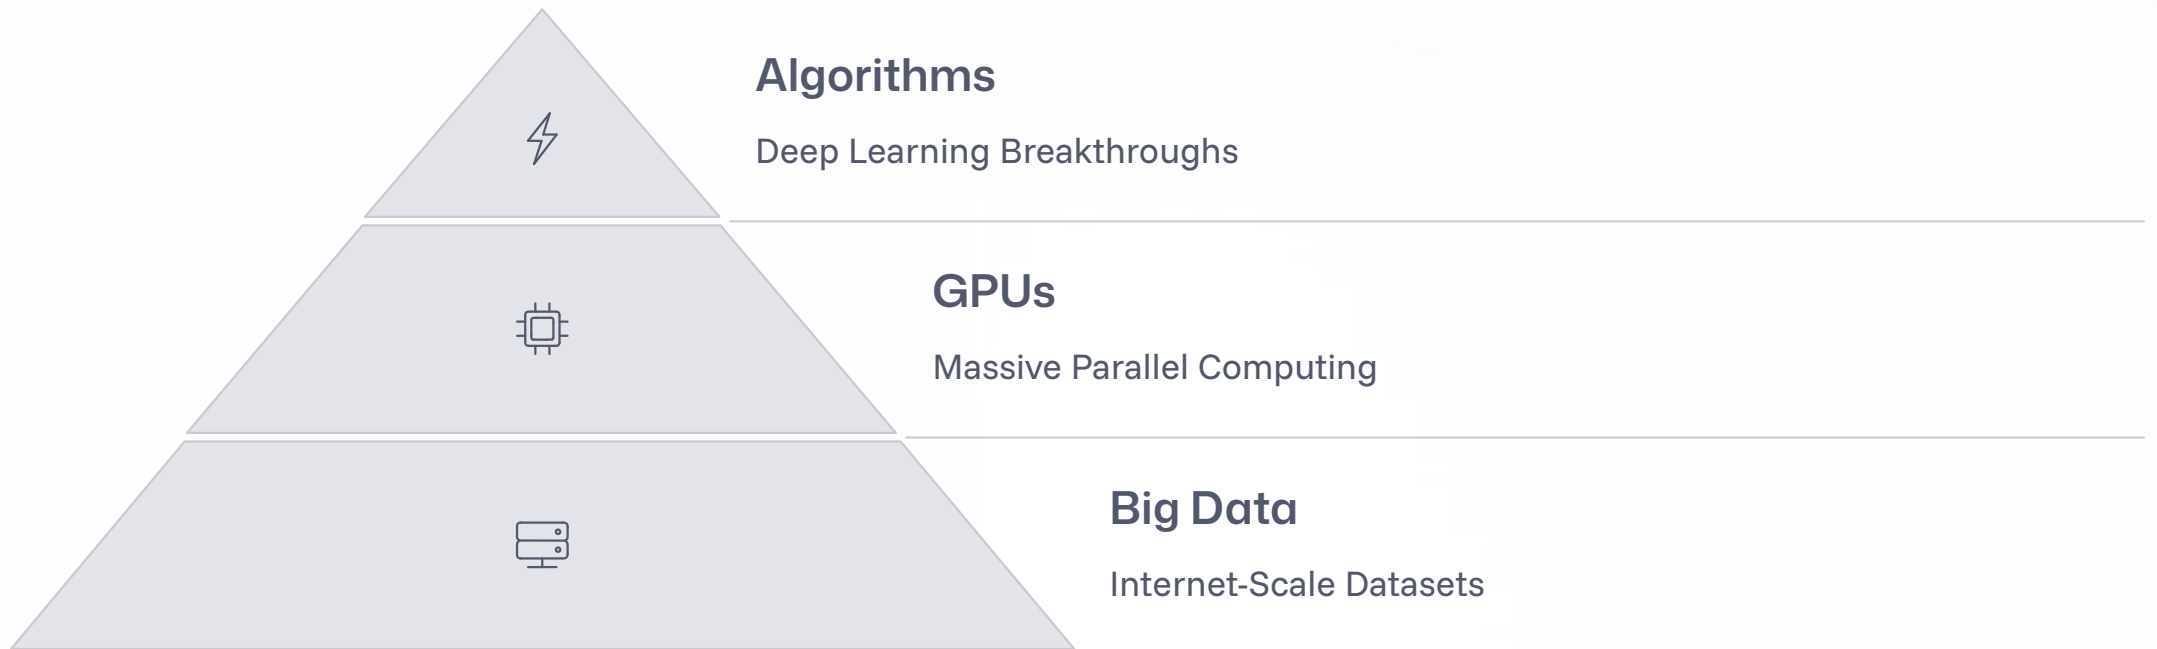 Algorithms
Deep Learning Breakthroughs
GPUs
Massive Parallel Computing
Big Data
Internet-Scale Datasets